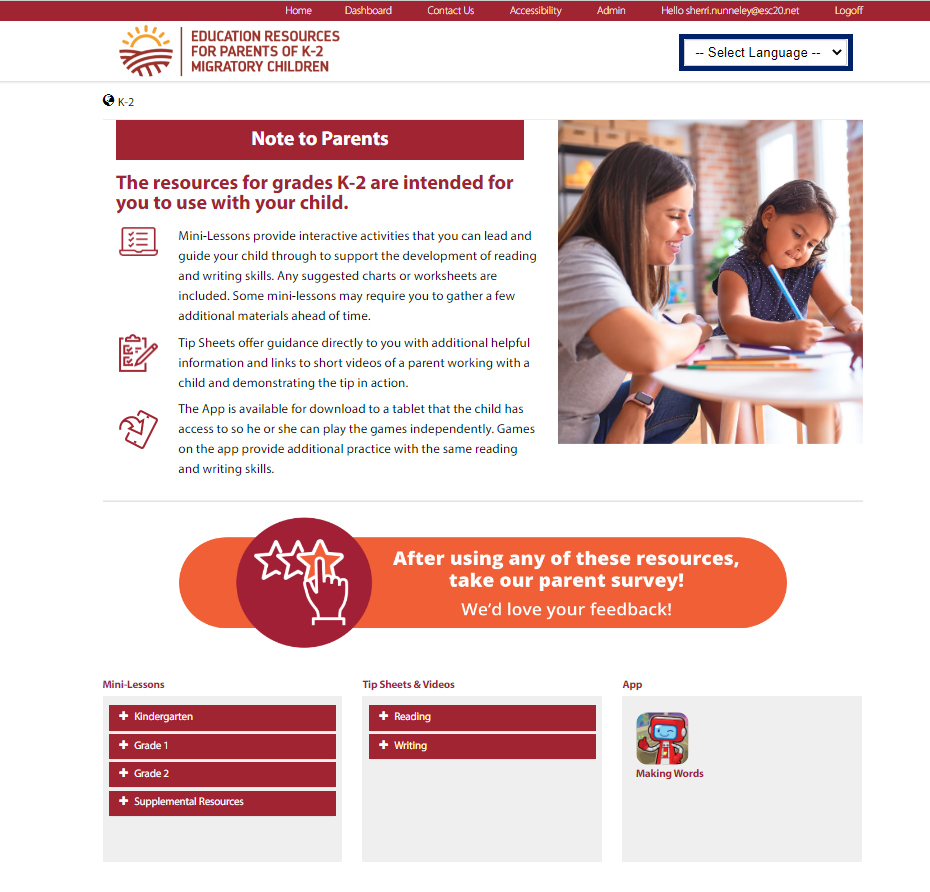 Home Dashboard Contact Us Accessibility Admin Hello sherri.nunneley@esc20.net Logoff
EDUCATION RESOURCES
FOR PARENTS OF K-2
MIGRATORY CHILDREN
-- Select Language --
K-2
Note to Parents
The resources for grades K-2 are intended for
you to use with your child.
Mini-Lessons provide interactive activities that you can lead and
guide your child through to support the development of reading
and writing skills. Any suggested charts or worksheets are
included. Some mini-lessons may require you to gather a few
additional materials ahead of time.
Tip Sheets offer guidance directly to you with additional helpful
information and links to short videos of a parent working with a
child and demonstrating the tip in action.
The App is available for download to a tablet that the child has
access to so he or she can play the games independently. Games
on the app provide additional practice with the same reading
and writing skills.
After using any of these resources,
take our parent survey!
We'd love your feedback!
Mini-Lessons
Kindergarten
Grade 1
Grade 2
Supplemental Resources
Tip Sheets & Videos
Reading
Writing
App
Making Words